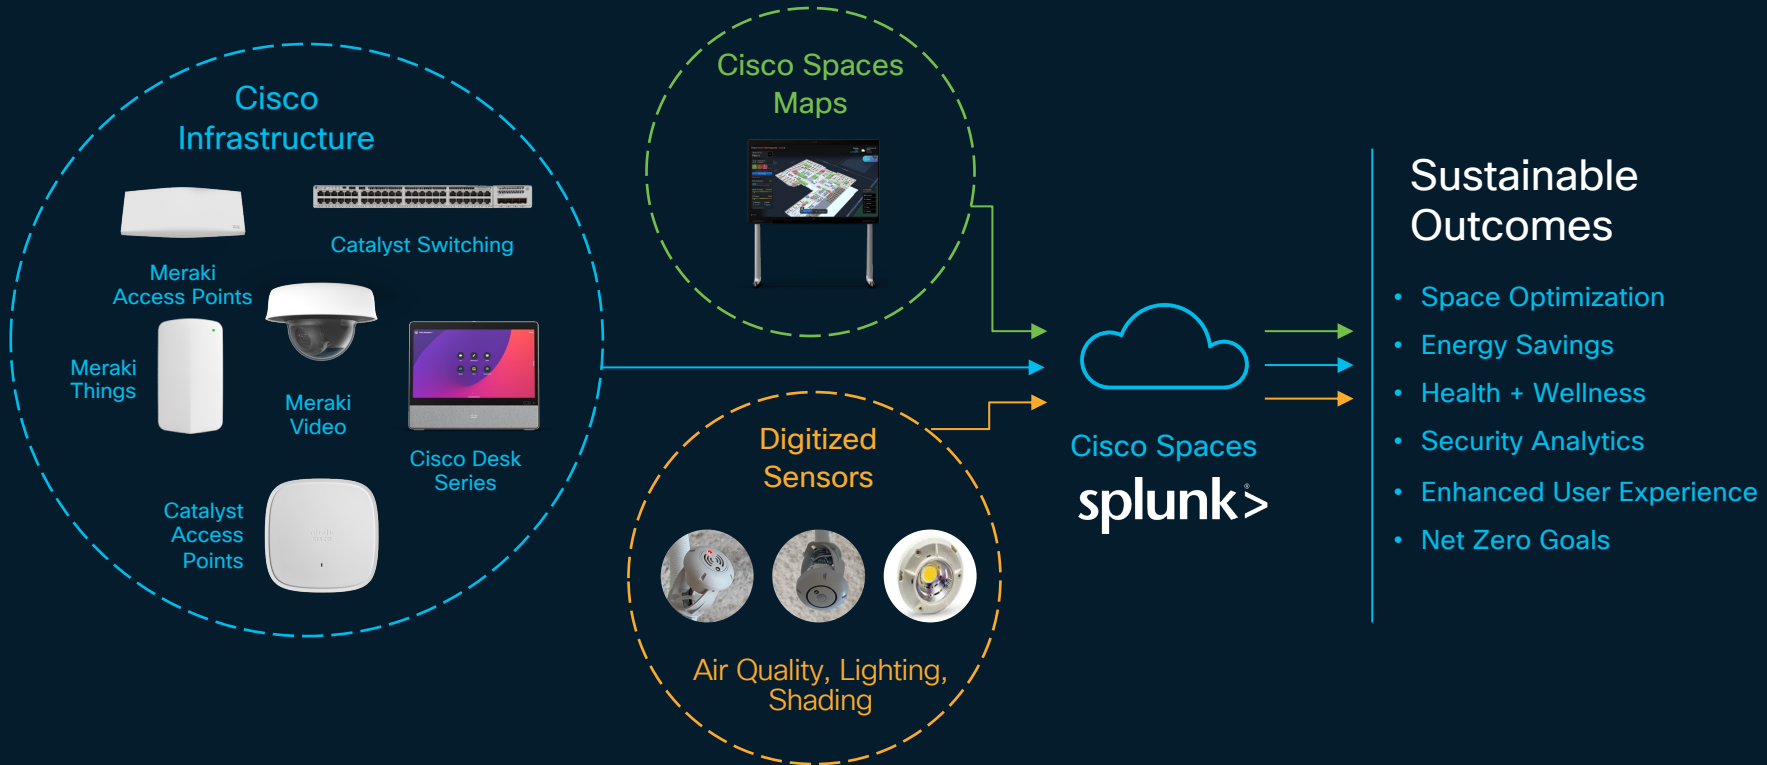 Cisco
Infrastructure
Meraki
Access Points
Catalyst Switching
Meraki
Things
Meraki
Video
Cisco Desk
Series
Catalyst
Access
Points
Cisco Spaces
Maps
Digitized
Sensors
Air Quality, Lighting,
Shading
Cisco Spaces
splunk>
Sustainable
Outcomes
• Space Optimization
• Energy Savings
• Health + Wellness
• Security Analytics
• Enhanced User Experience
• Net Zero Goals